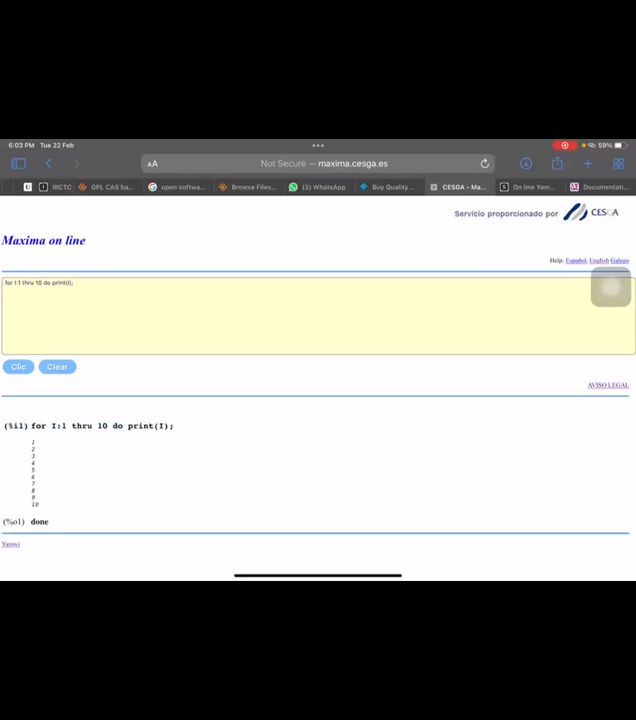 6:03 PM Tue 22 Feb
59%
AA
Not Secure — maxima.cesga.es
IRCTC
GPL CAS ba...
open softwa...
Browse Files...
(3) WhatsApp
Buy Quality...
CESGA - Ma...
On line Yam...
Documentati...
Servicio proporcionado por CESGA
Maxima on line
Help: Español, English Galego
for I:1 thru 10 do print(I);
Clic
Clear
AVISO LEGAL
(%i1) for I:1 thru 10 do print(I);
1
2
3
4
5
6
7
8
9
10
(%o1) done
Yamwi